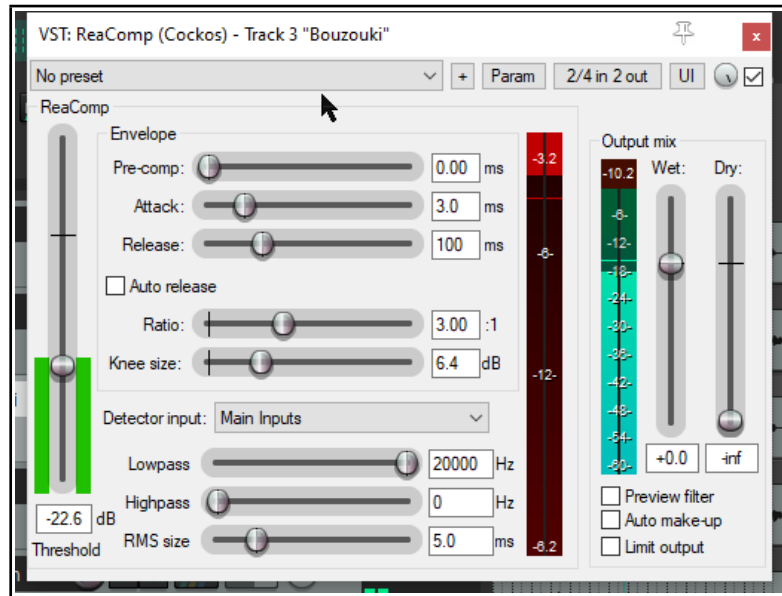 VST: ReaComp (Cockos) - Track 3 "Bouzouki"
x
No preset
+
Param
2/4 in 2 out
UI
ReaComp
Envelope
Pre-comp:
0.00 ms
Attack:
3.0 ms
Release:
100 ms
Auto release
Ratio:
3.00 :1
Knee size:
6.4 dB
Detector input: Main Inputs
Lowpass
20000 Hz
Highpass
0 Hz
RMS size
5.0 ms
-22.6 dB
Threshold
-3.2
-6-
-12-
-6.2
Output mix
Wet:
Dry:
-10.2
-6-
-12-
-18-
-24-
-30-
-36-
-42-
-48-
-54-
-60-
+0.0
-inf
Preview filter
Auto make-up
Limit output